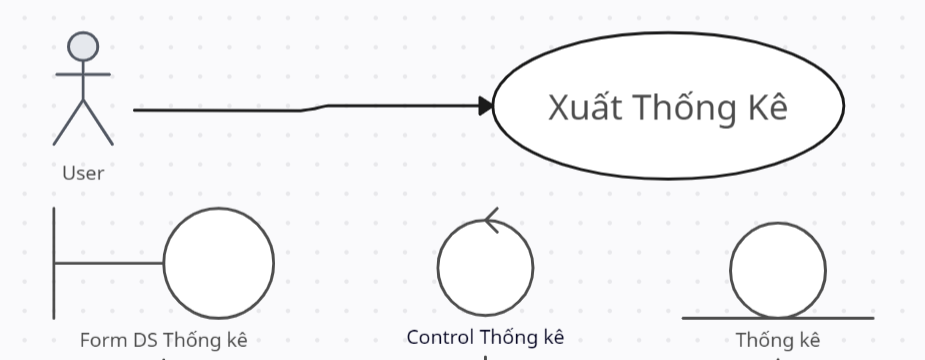 Xuất Thống Kê
User
Form DS Thống kê
Control Thống kê
Thống kê